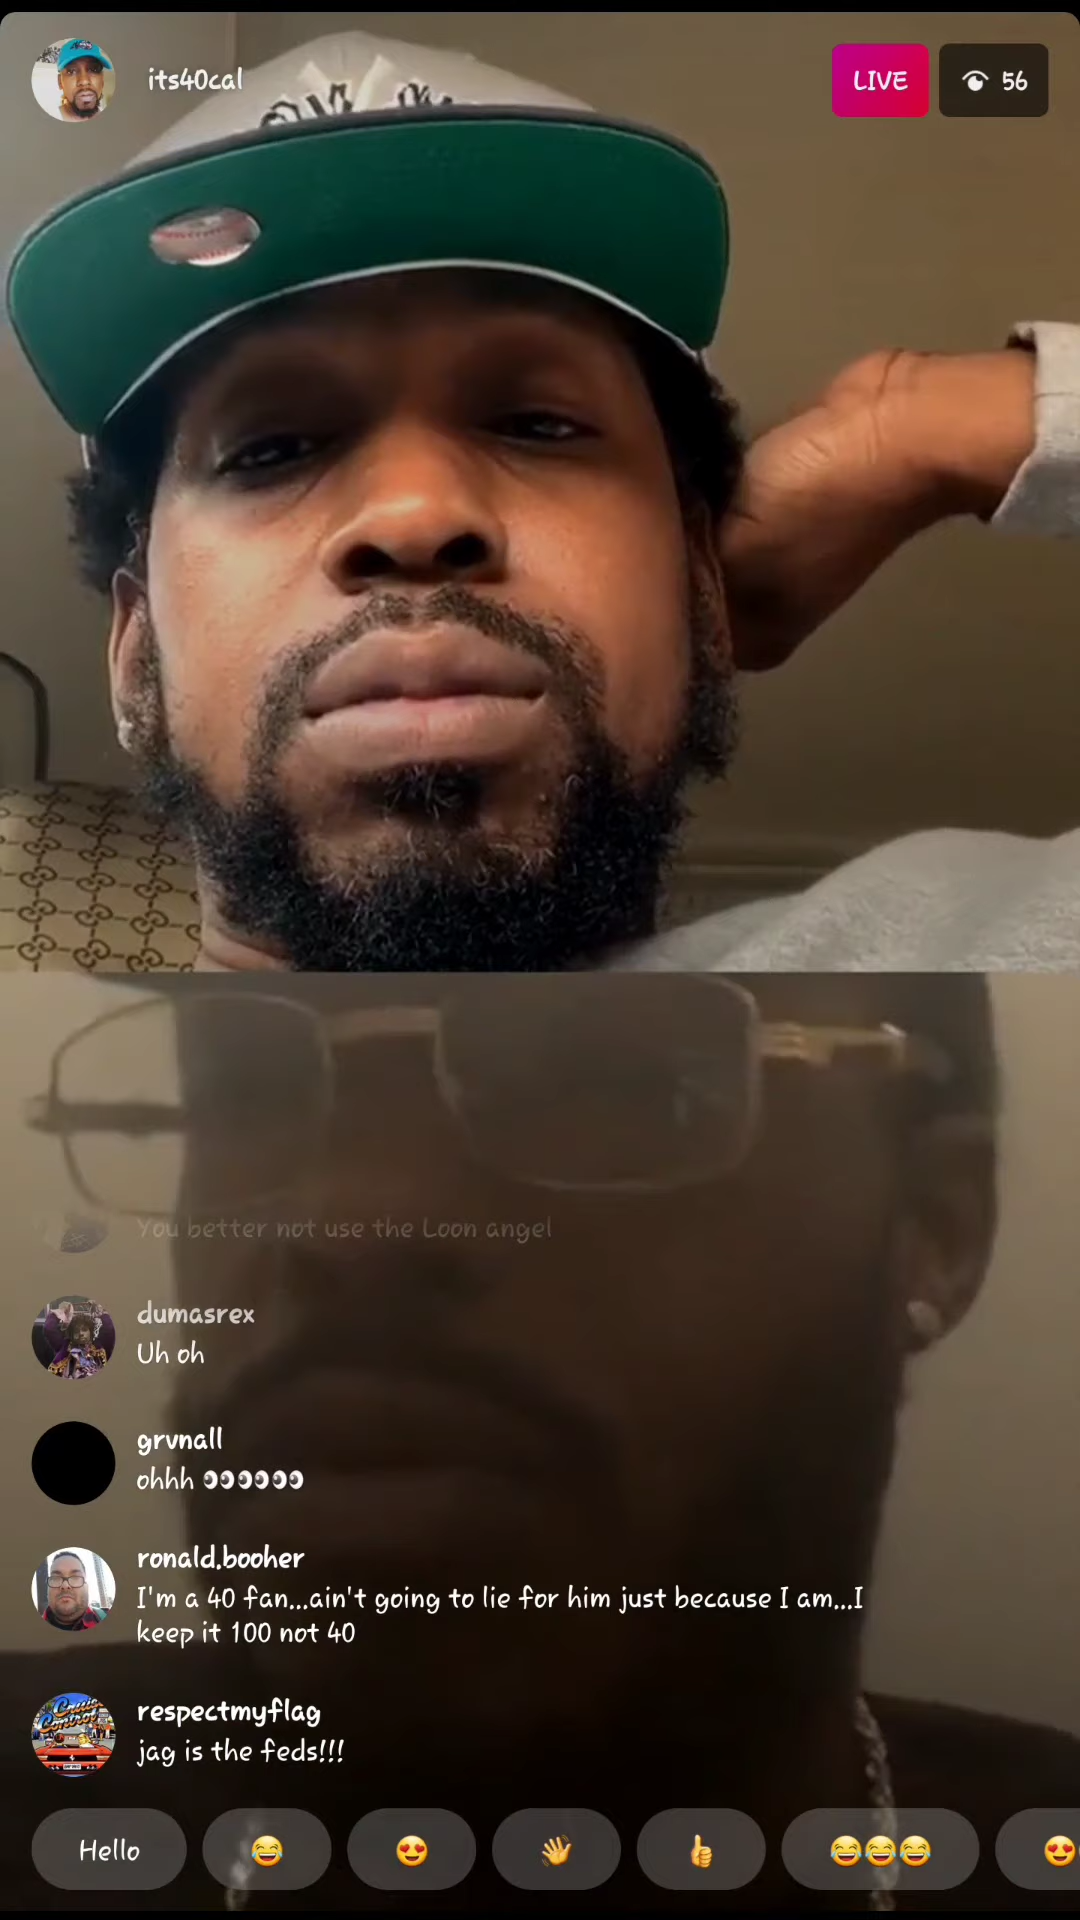 its40cal
LIVE
56
You better not use the Loon angel
dumasrex
Uh oh
grvnall
ohhh 👀👀👀
ronald.booher
I'm a 40 fan...ain't going to lie for him just because I am...I
keep it 100 not 40
respectmyflag
jag is the feds!!!
Cruis
Control
Hello